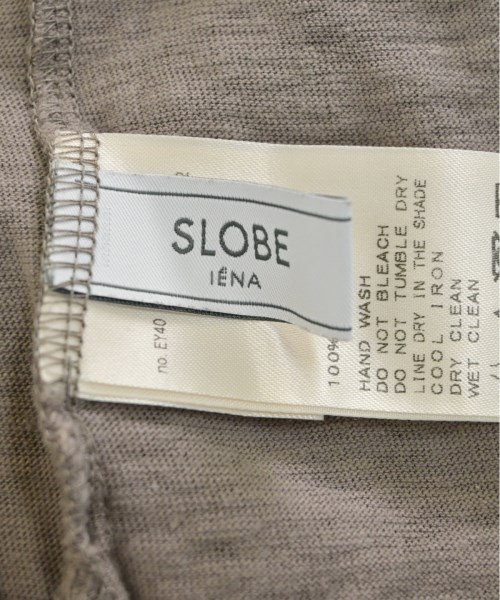 SLOBE
IÉNA
no. EY40
100%
HAND WASH
DO NOT BLEACH
DO NOT TUMBLE DRY
LINE DRY IN THE SHADE
COOL IRON
DRY CLEAN
WET CLEAN